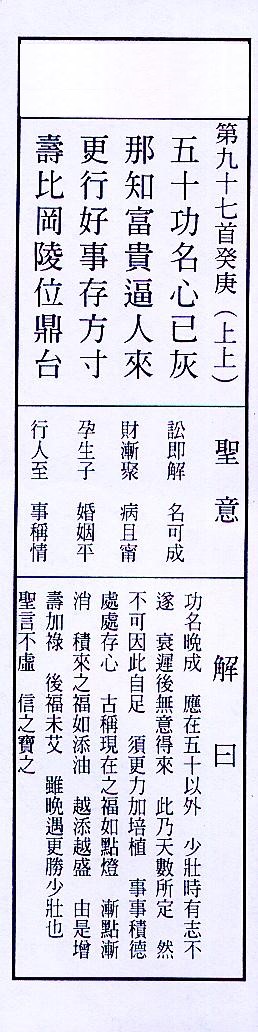 第九十七首癸庚（上上）
五十功名心已灰
那知富貴逼人來
更行好事存方寸
壽比岡陵位鼎台
聖意
訟即解 名可成
財漸聚 病且甯
孕生子 婚姻平
行人至 事稱情
解曰
功名晚成 應在五十以外 少壯時有志不
遂 衰遲後無意得來 此乃天數所定 然
不可因此自足 須更力加培植 事事積德
處處存心 古稱現在之福如點燈 漸點漸
消 積來之福如添油 越添越盛 由是增
壽加祿 後福未艾 雖晚遇更勝少壯也
聖言不虛 信之寶之